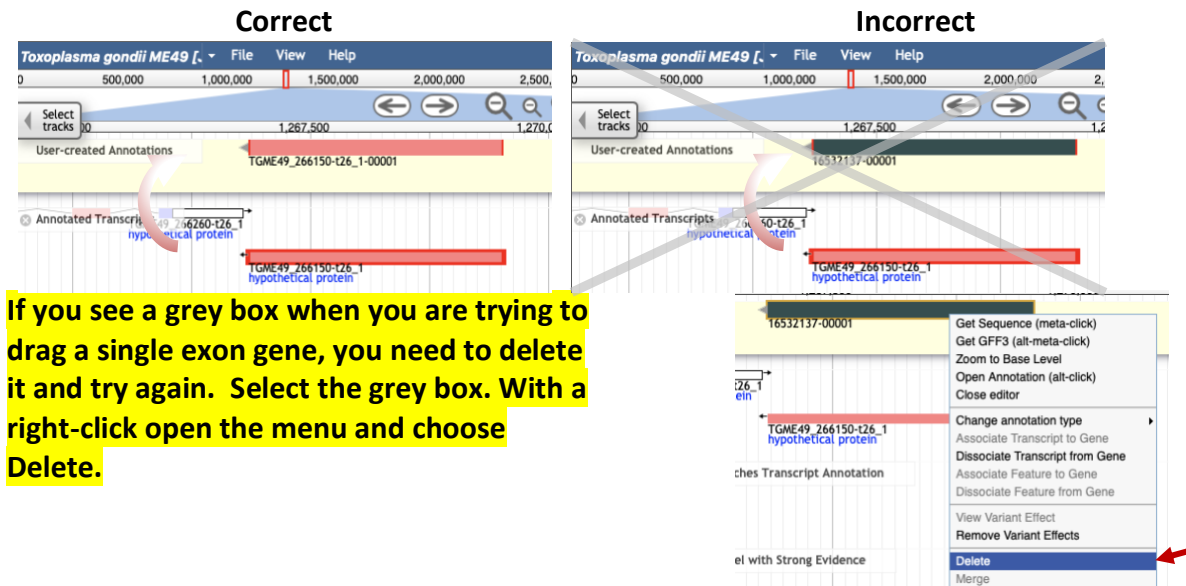 Correct
Toxoplasma gondii ME49 [. File View Help
0 500,000 1,000,000 1,500,000 2,000,000 2,500,
Select
tracks
1,267,500 1,270,0
User-created Annotations
TGME49_266150-t26_1-00001
Annotated Transcripts
266260-t26_1
hypothetical protein
TGME49_266150-t26_1
hypothetical protein
Incorrect
Toxoplasma gondii ME49 [. File View Help
0 500,000 1,000,000 1,500,000 2,000,000 2,
Select
tracks
1,267,500 1,2
User-created Annotations
16532137-00001
Annotated Transcripts
hypothetical protein
TGME49_266150-t26_1
hypothetical protein
If you see a grey box when you are trying to
drag a single exon gene, you need to delete
it and try again. Select the grey box. With a
right-click open the menu and choose
Delete.
16532137-00001
t26_1
ein
TGME49_266150-t26_1
hypothetical protein
ches Transcript Annotation
el with Strong Evidence
Get Sequence (meta-click)
Get GFF3 (alt-meta-click)
Zoom to Base Level
Open Annotation (alt-click)
Close editor
Change annotation type
Associate Transcript to Gene
Dissociate Transcript from Gene
Associate Feature to Gene
Dissociate Feature from Gene
View Variant Effect
Remove Variant Effects
Delete
Merge